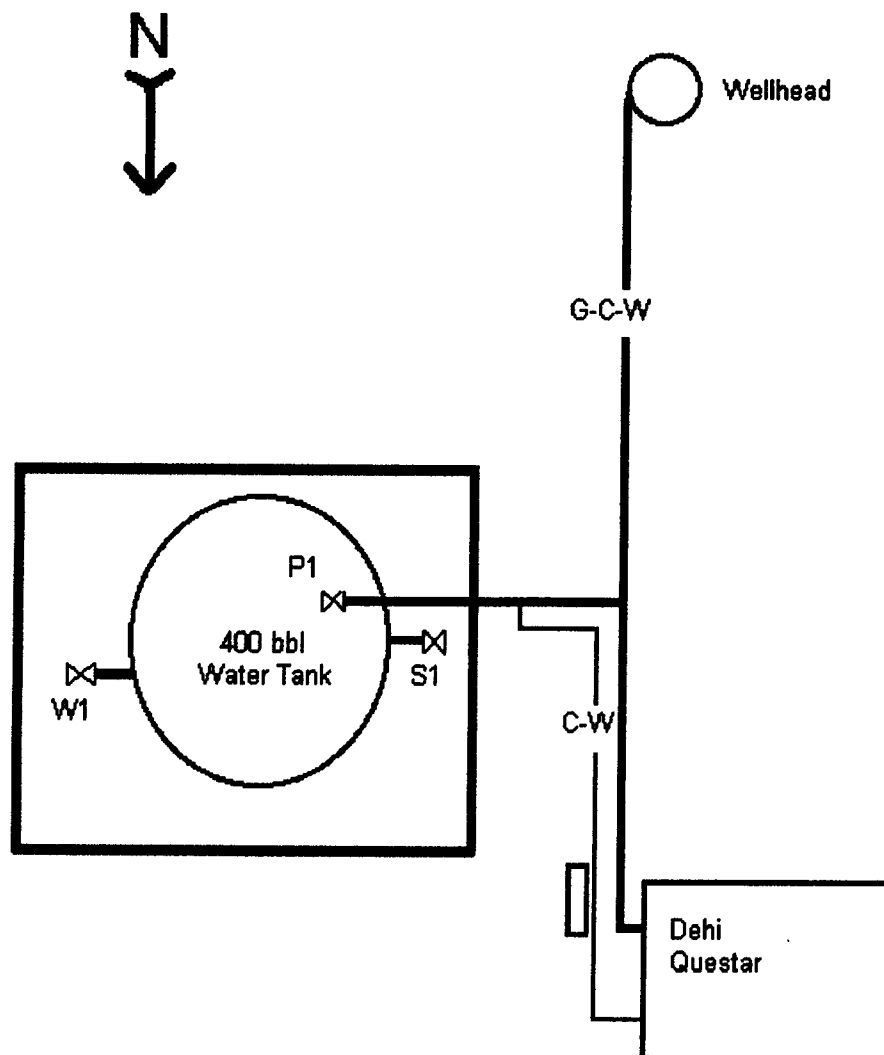 N
Wellhead
G-C-W
P1
400 bbl
Water Tank
S1
W1
C-W
Dehi
Questar